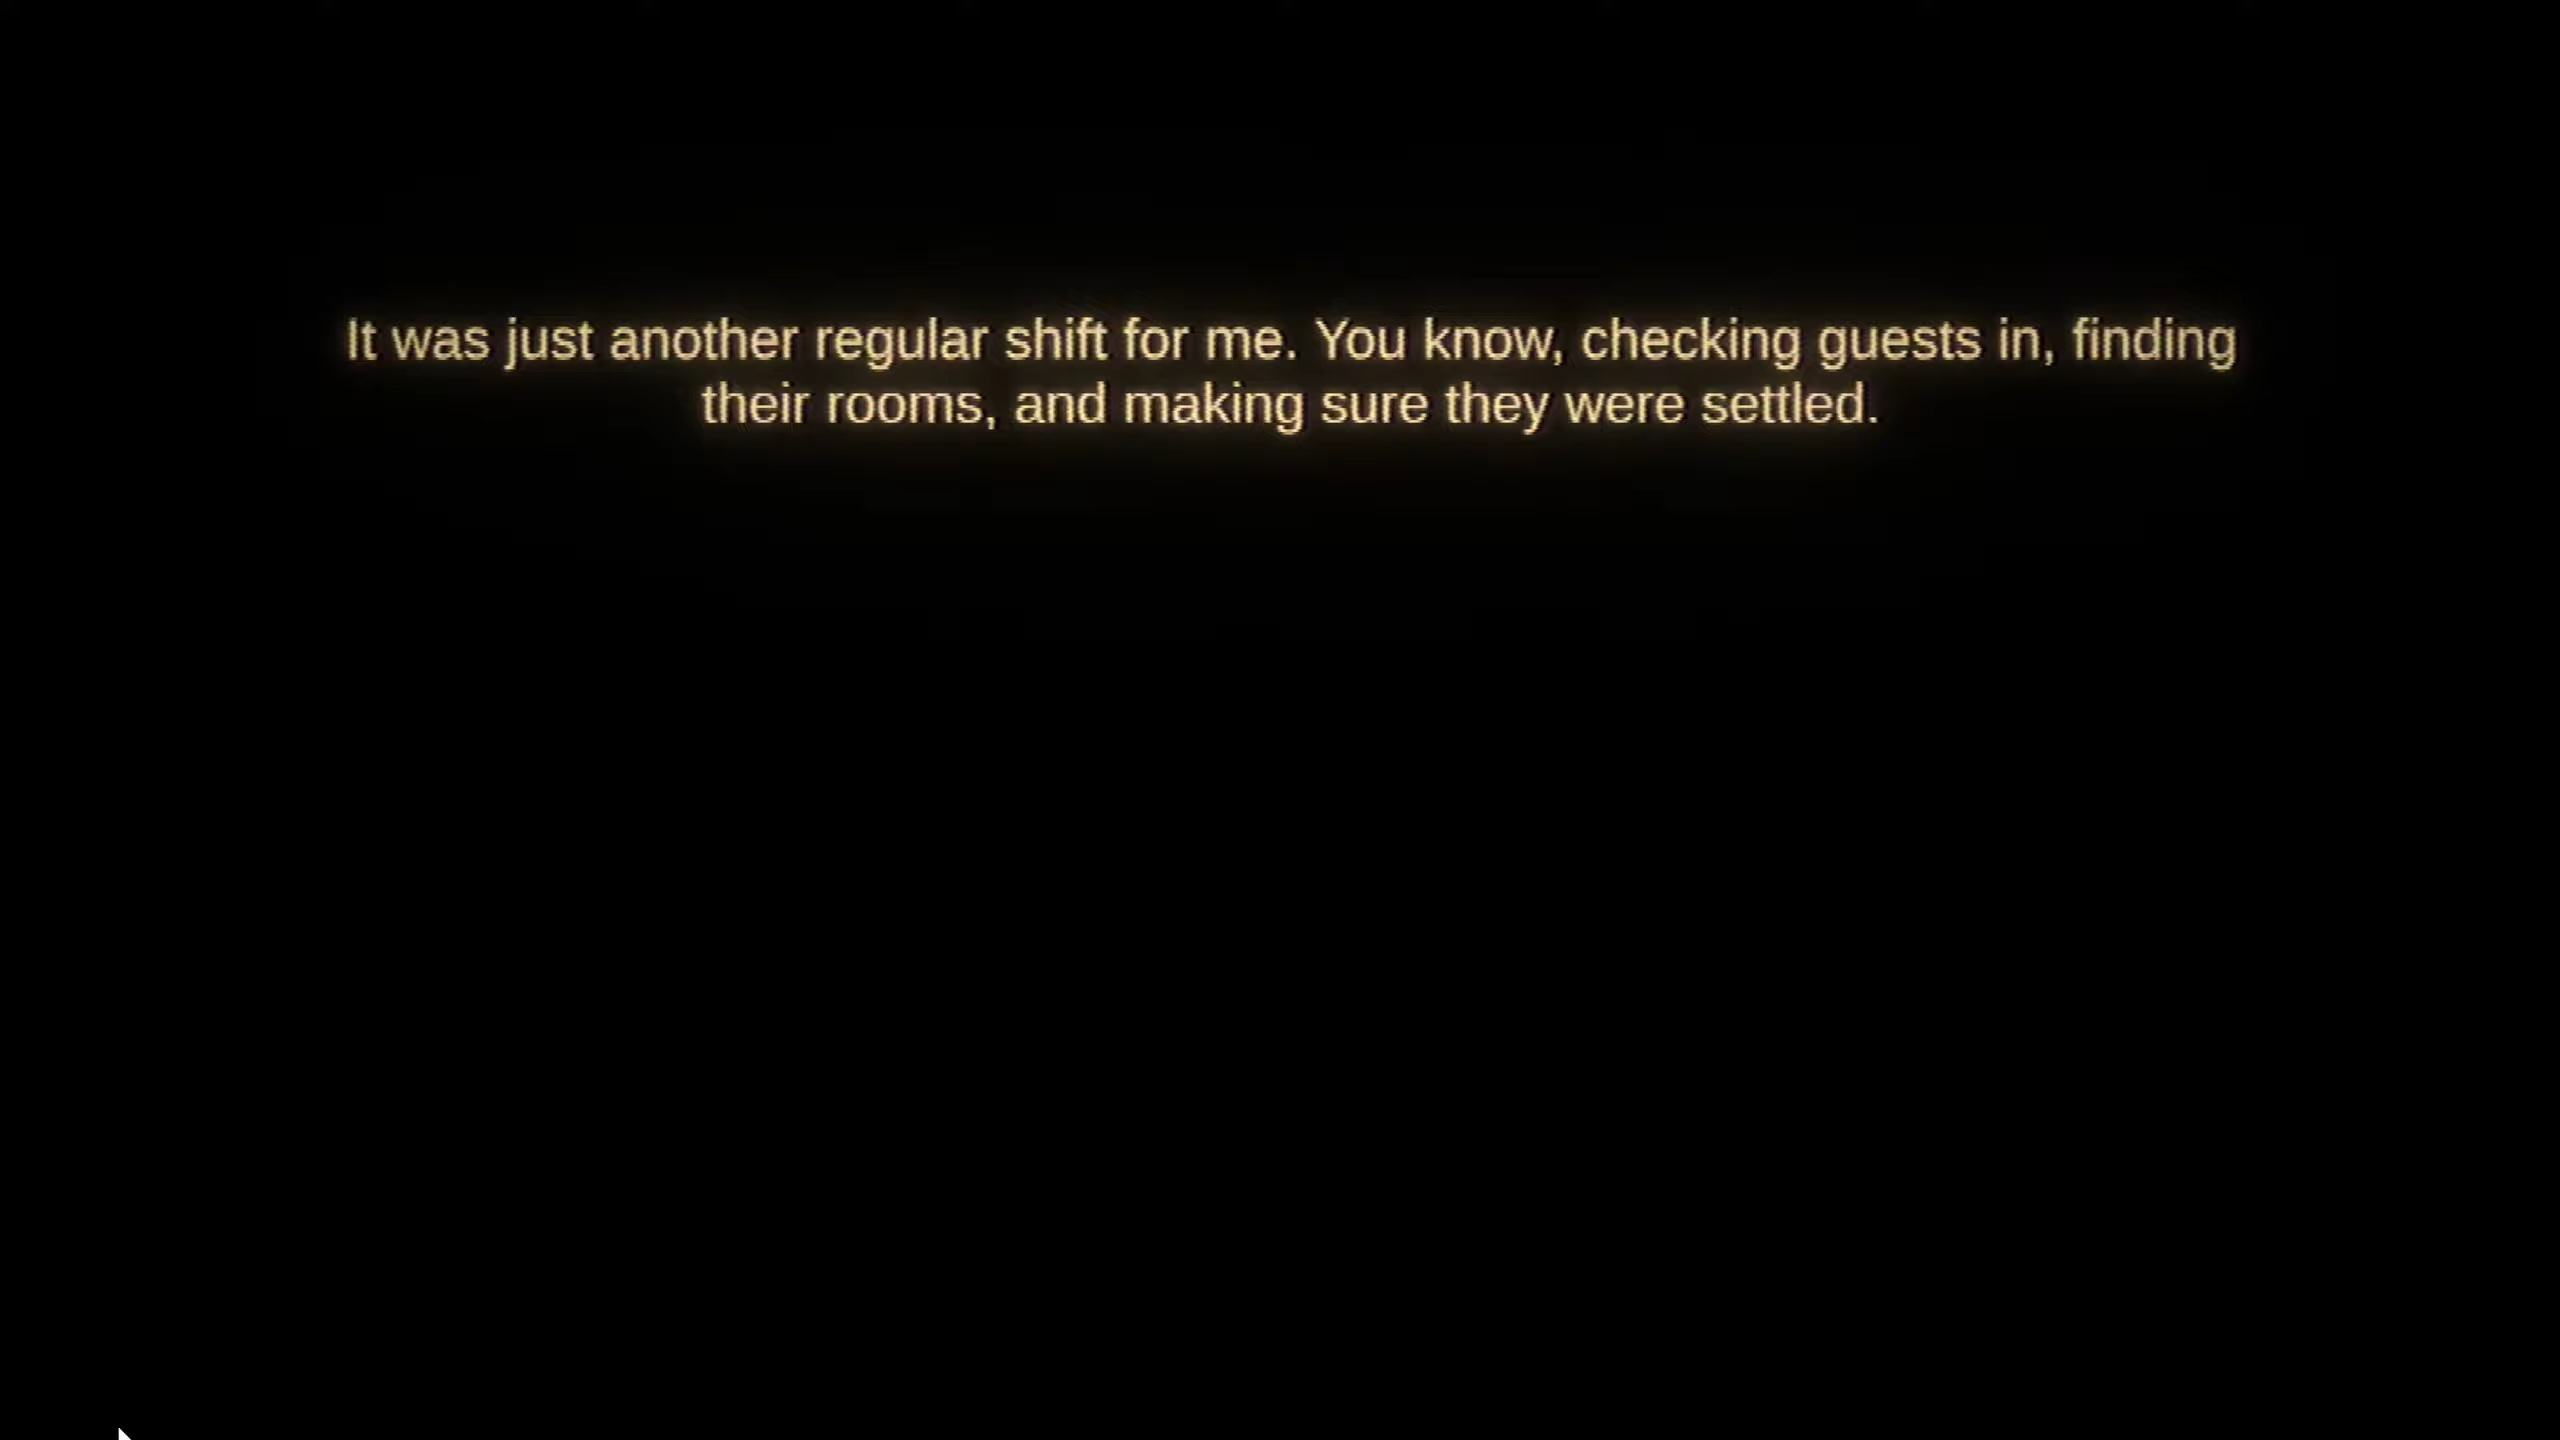 It was just another regular shift for me. You know, checking guests in, finding
their rooms, and making sure they were settled.